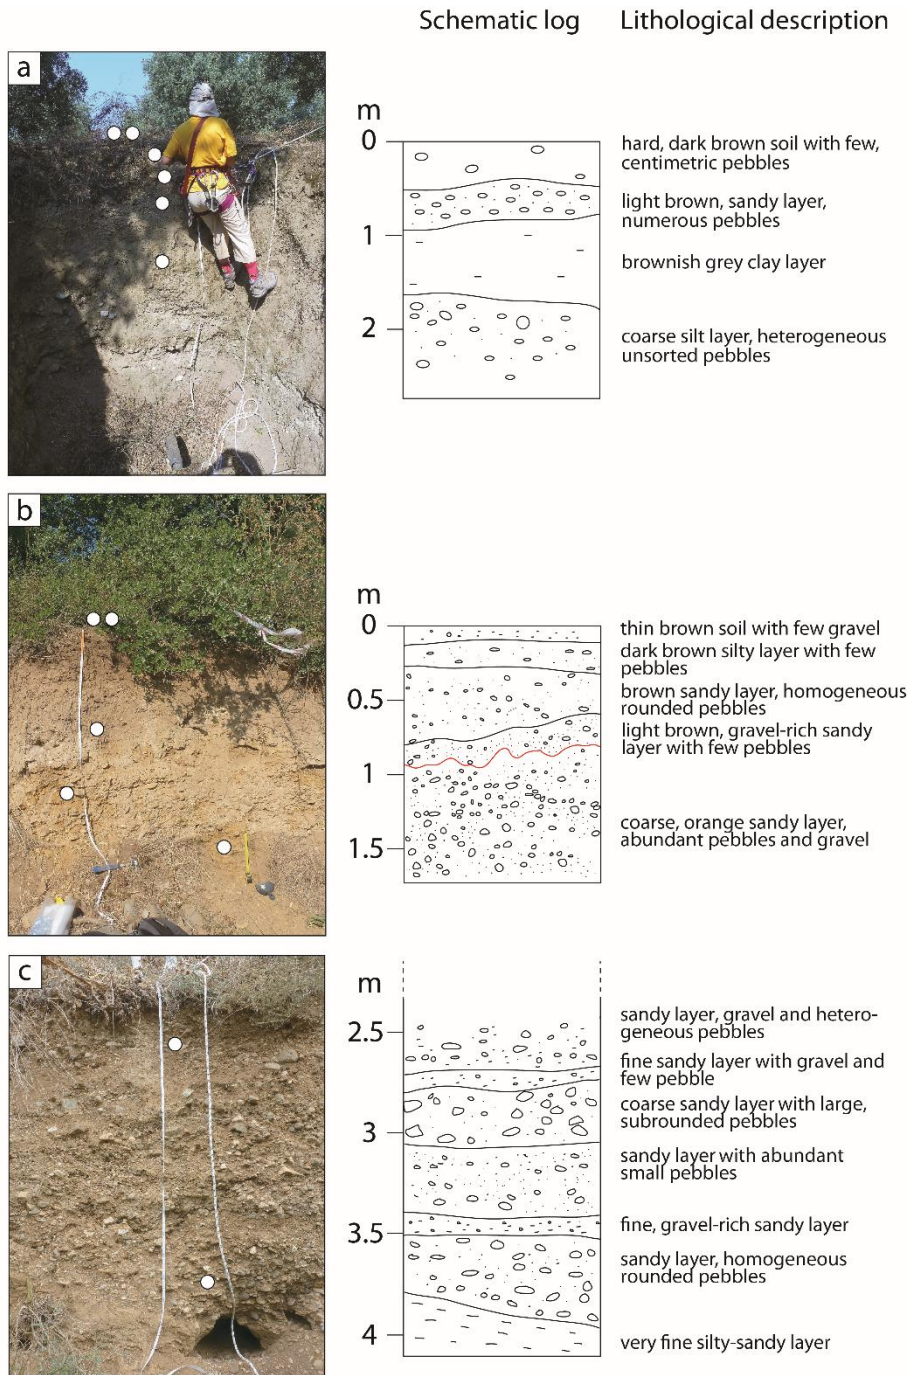 Schematic log
Lithological description
a
m
0
hard, dark brown soil with few,
centimetric pebbles
light brown, sandy layer,
numerous pebbles
1
brownish grey clay layer
2
coarse silt layer, heterogeneous
unsorted pebbles
b
m
0
thin brown soil with few gravel
dark brown silty layer with few
pebbles
0.5
brown sandy layer, homogeneous
rounded pebbles
light brown, gravel-rich sandy
layer with few pebbles
1
coarse, orange sandy layer,
abundant pebbles and gravel
1.5
c
m
2.5
sandy layer, gravel and hetero-
geneous pebbles
fine sandy layer with gravel and
few pebble
coarse sandy layer with large,
subrounded pebbles
3
sandy layer with abundant
small pebbles
3.5
fine, gravel-rich sandy layer
sandy layer, homogeneous
rounded pebbles
4
very fine silty-sandy layer